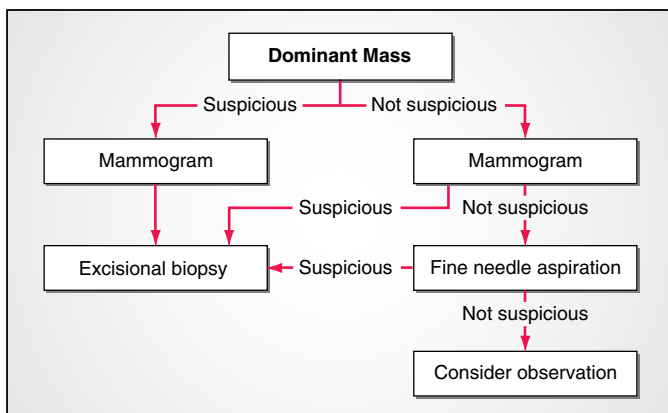 Dominant Mass
Suspicious
Not suspicious
Mammogram
Mammogram
Suspicious
Not suspicious
Excisional biopsy
Suspicious
Fine needle aspiration
Not suspicious
Consider observation